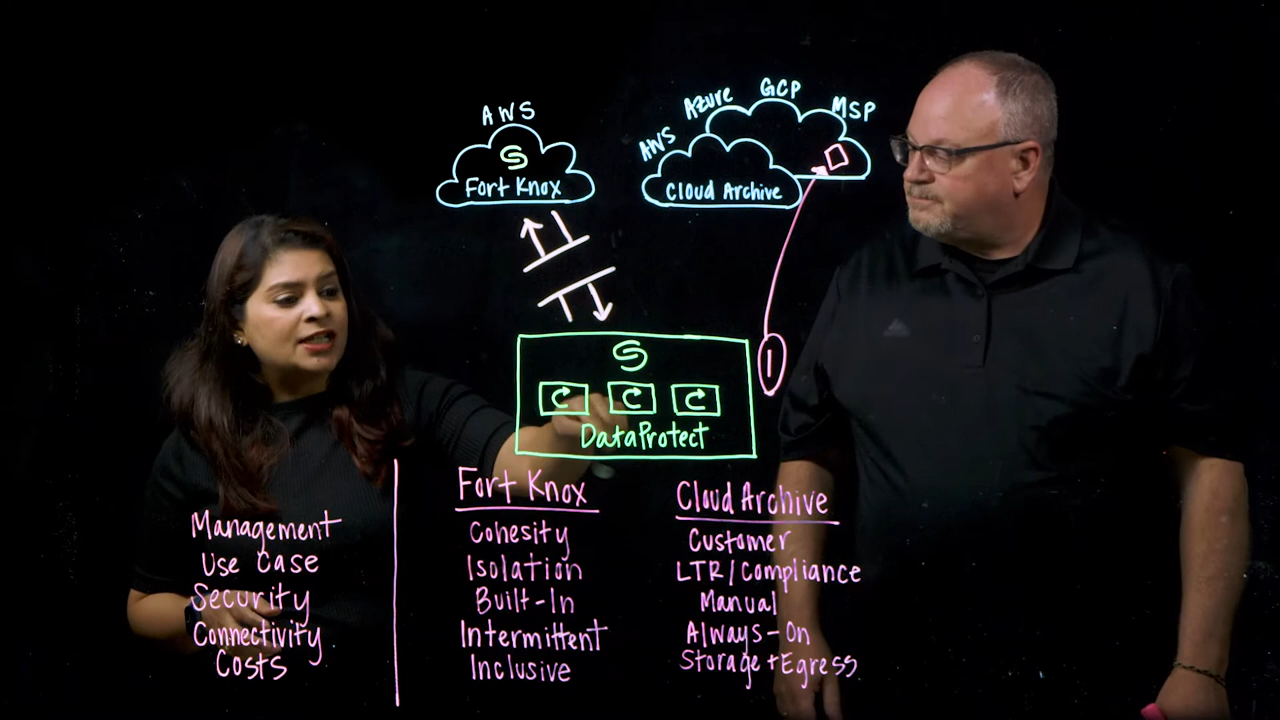 AWS
Fort Knox
AWS
Azure
GCP
MSP
Cloud Archive
DataProtect
Fort Knox
Cloud Archive
Management
Cohesity
Customer
Use Case
Isolation
LTR/Compliance
Security
Built-In
Manual
Connectivity
Intermittent
Always-On
Costs
Inclusive
Storage+Egress